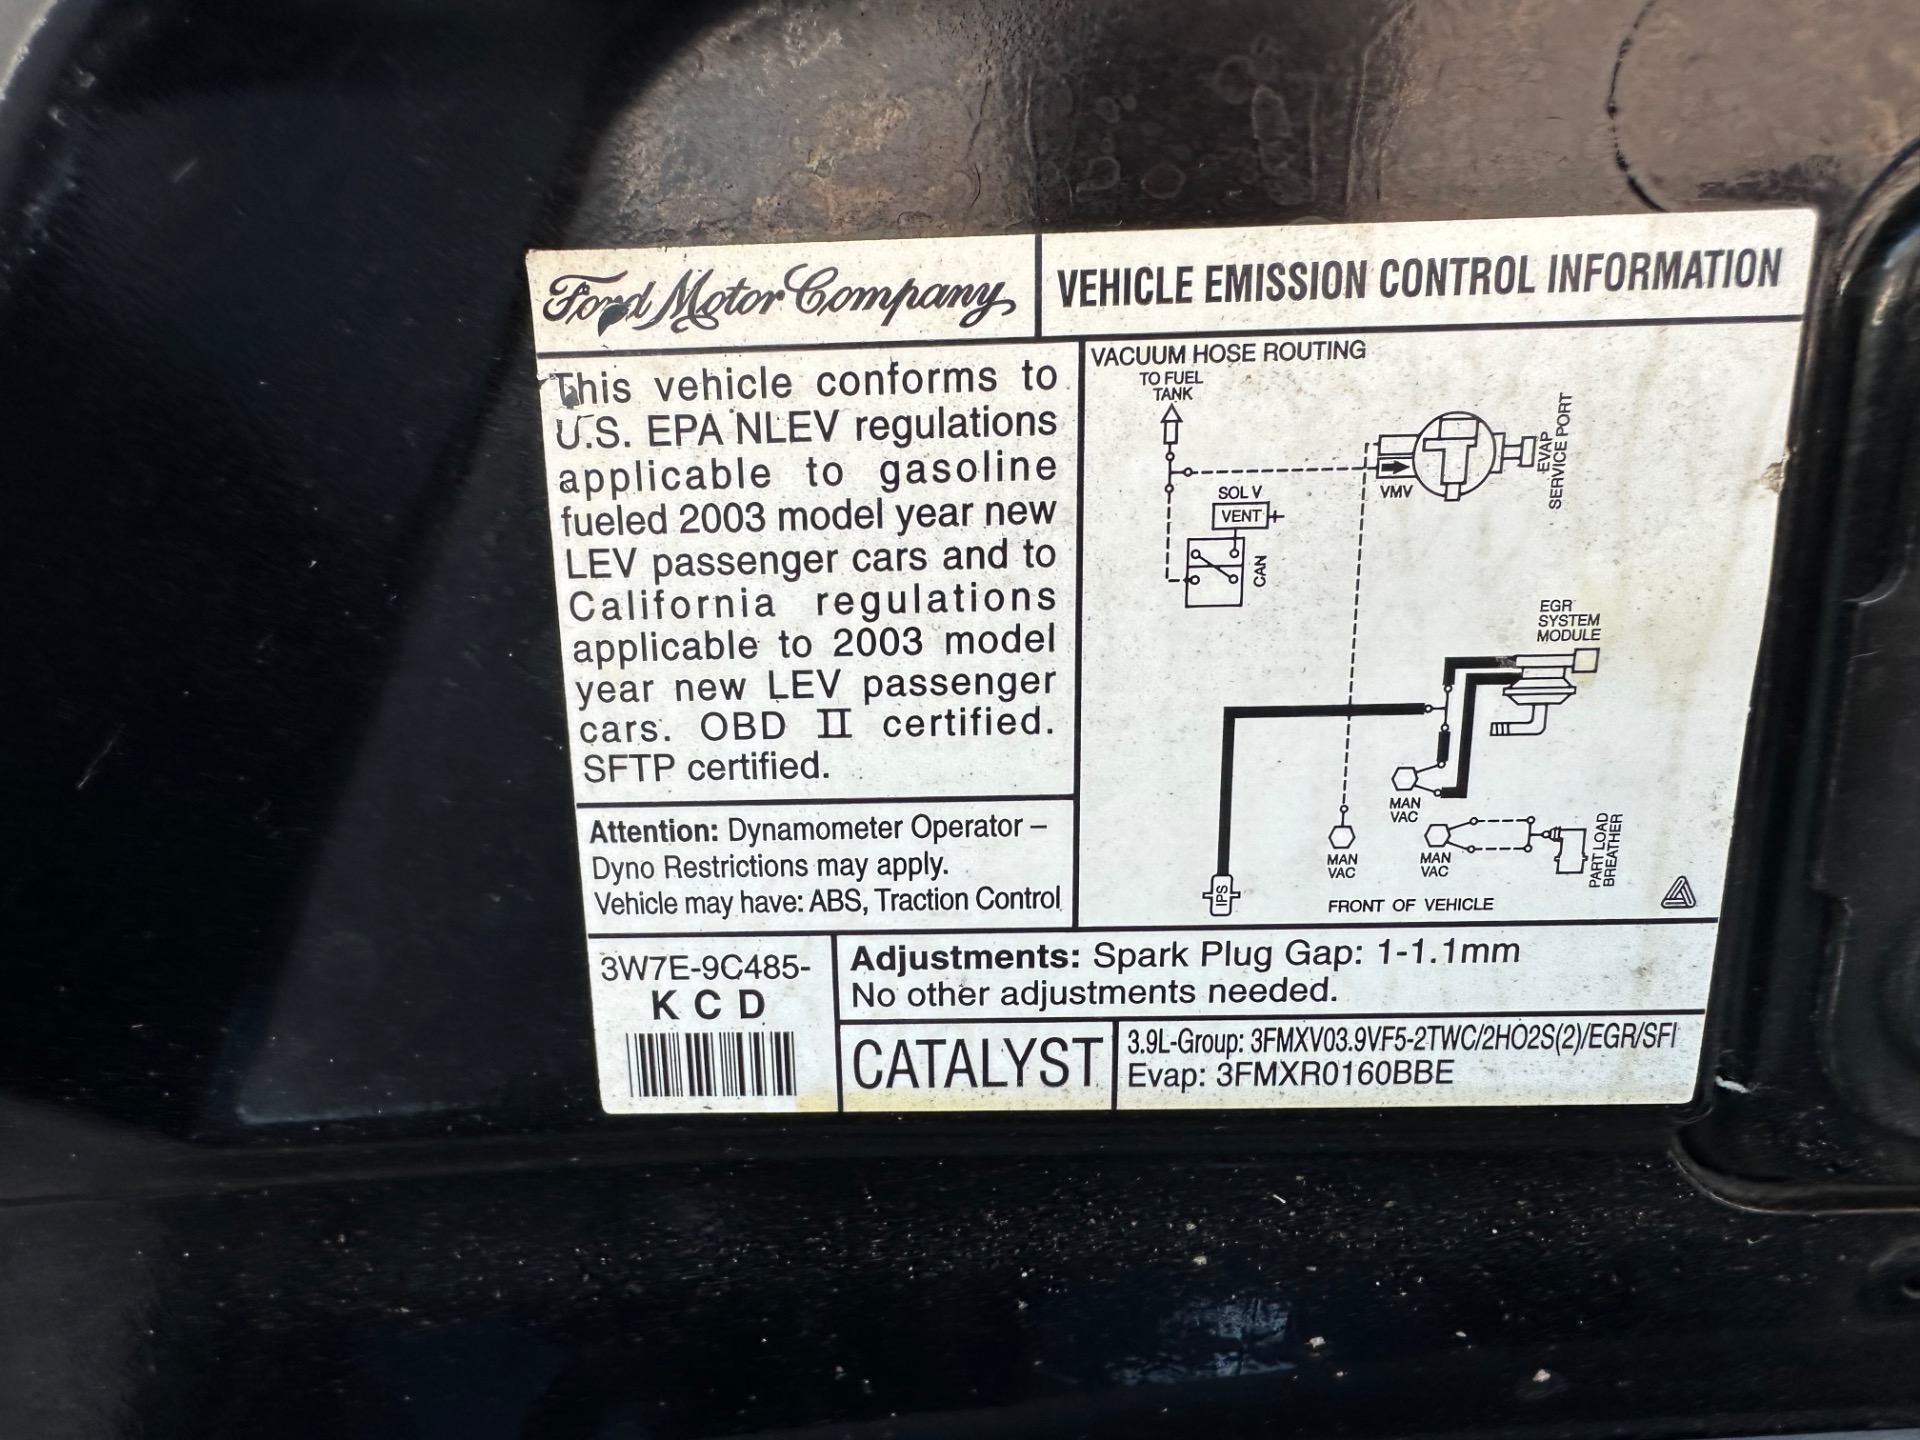 Ford Motor Company
VEHICLE EMISSION CONTROL INFORMATION
This vehicle conforms to
U.S. EPA NLEV regulations
applicable to gasoline
fueled 2003 model year new
LEV passenger cars and to
California regulations
applicable to 2003 model
year new LEV passenger
cars. OBD II certified.
SFTP certified.
Attention: Dynamometer Operator –
Dyno Restrictions may apply.
Vehicle may have: ABS, Traction Control
VACUUM HOSE ROUTING
TO FUEL
TANK
VMV
EVAP
SERVICE PORT
SOL V
VENT
CAN
EGR
SYSTEM
MODULE
MAN
VAC
MAN
VAC
MAN
VAC
PART LOAD
BREATHER
IPS
FRONT OF VEHICLE
3W7E-9C485-
K C D
Adjustments: Spark Plug Gap: 1-1.1mm
No other adjustments needed.
CATALYST
3.9L-Group: 3FMXV03.9VF5-2TWC/2HO2S(2)/EGR/SFI
Evap: 3FMXR0160BBE